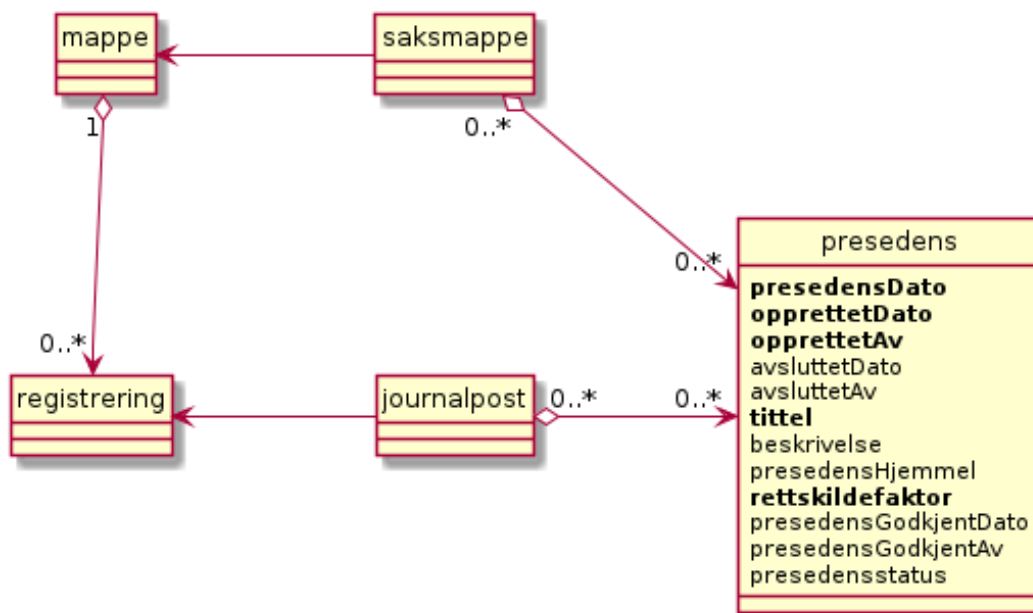 mappe
saksmappe
1
0..*
0..*
presedens
presedensDato
opprettetDato
opprettetAv
avsluttetDato
avsluttetAv
tittel
beskrivelse
presedensHjemmel
rettskildefaktor
presedensGodkjentDato
presedensGodkjentAv
presedensstatus
0..*
registrering
journalpost
0..*
0..*